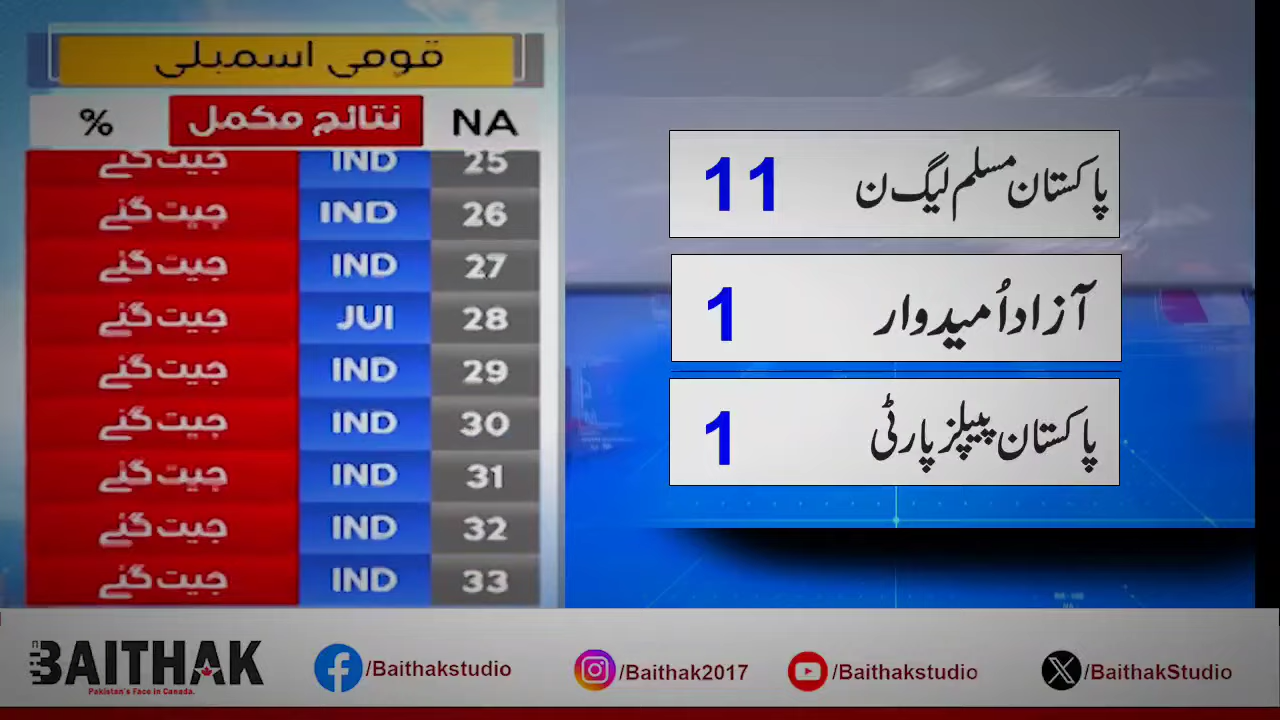 قومی اسمبلی
% نتائج مکمل NA
جیت گئے IND 25
جیت گئے IND 26
جیت گئے IND 27
جیت گئے JUI 28
جیت گئے IND 29
جیت گئے IND 30
جیت گئے IND 31
جیت گئے IND 32
جیت گئے IND 33
پاکستان مسلم لیگ ن 11
آزاد اُمیدوار 1
پاکستان پیپلز پارٹی 1
BAITHAK
Pakistan's Face in Canada.
/Baithakstudio
/Baithak2017
/Baithakstudio
/BaithakStudio